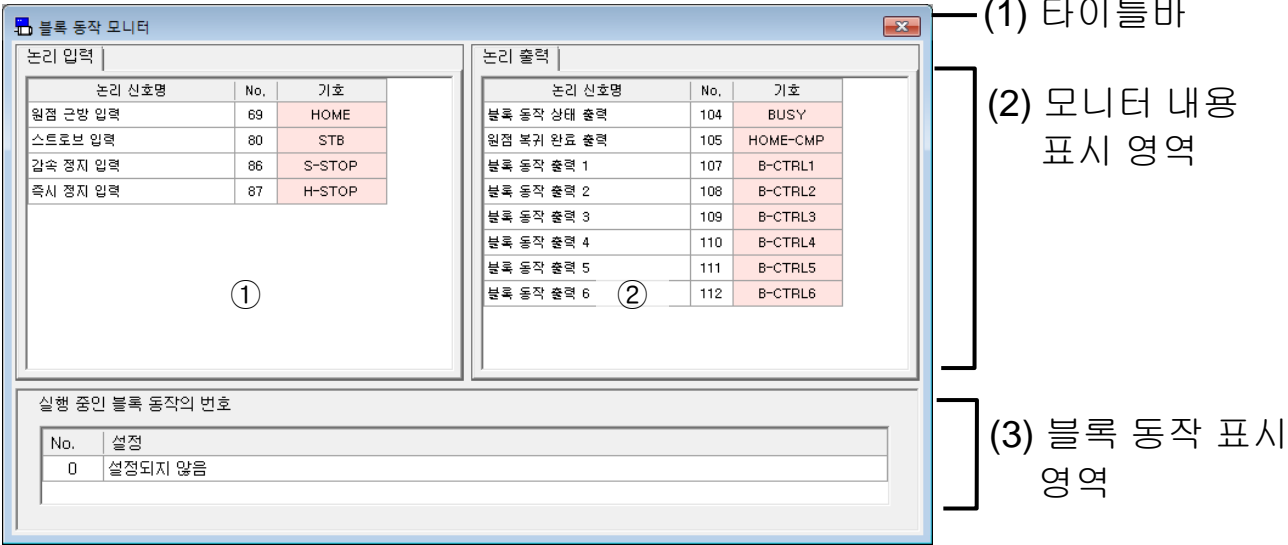 블록 동작 모니터
(1) 타이틀바
논리 입력
논리 신호명 No. 기호
원점 근방 입력 69 HOME
스트로브 입력 80 STB
감속 정지 입력 86 S-STOP
즉시 정지 입력 87 H-STOP
①
논리 출력
논리 신호명 No. 기호
블록 동작 상태 출력 104 BUSY
원점 복귀 완료 출력 105 HOME-CMP
블록 동작 출력 1 107 B-CTRL1
블록 동작 출력 2 108 B-CTRL2
블록 동작 출력 3 109 B-CTRL3
블록 동작 출력 4 110 B-CTRL4
블록 동작 출력 5 111 B-CTRL5
블록 동작 출력 6 112 B-CTRL6
②
(2) 모니터 내용
표시 영역
실행 중인 블록 동작의 번호
No. 설정
0 설정되지 않음
(3) 블록 동작 표시
영역